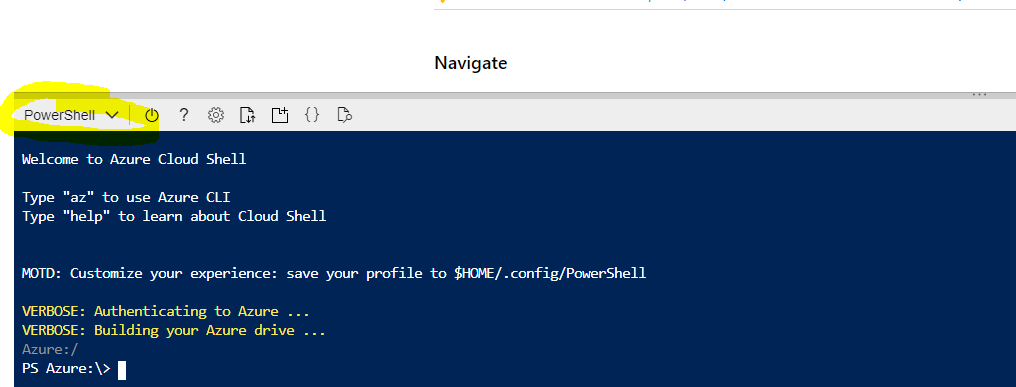 Navigate
PowerShell
?
{}
Welcome to Azure Cloud Shell
Type "az" to use Azure CLI
Type "help" to learn about Cloud Shell
MOTD: Customize your experience: save your profile to $HOME/.config/PowerShell
VERBOSE: Authenticating to Azure ...
VERBOSE: Building your Azure drive ...
Azure:/
PS Azure:\>